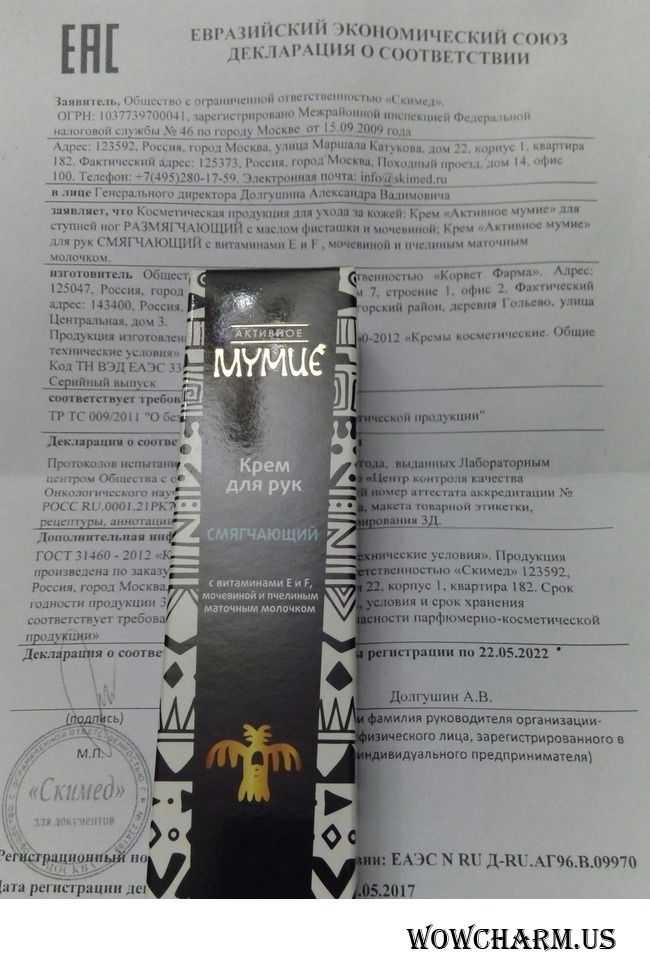 ЕАС
ЕВРАЗИЙСКИЙ ЭКОНОМИЧЕСКИЙ СОЮЗ
ДЕКЛАРАЦИЯ О СООТВЕТСТВИИ
Заявитель, Общество с ограниченной ответственностью «Скимед».
ОГРН: 1037739700041, зарегистрировано Межрайонной инспекцией Федеральной
налоговой службы № 46 по городу Москве от 15.09.2009 года
Адрес: 123592, Россия, город Москва, улица Маршала Катукова, дом 22, корпус 1, квартира
182. Фактический адрес: 125373, Россия, город Москва, Походный проезд, дом 14, офис
100. Телефон: +7(495)280-17-59, Электронная почта: info@skimed.ru
в лице Генерального директора Долгушина Александра Вадимовича
заявляет, что Косметическая продукция для ухода за кожей: Крем «Активное мумие» для
ступней ног РАЗМЯГЧАЮЩИЙ с маслом фисташки и мочевиной; Крем «Активное мумие»
для рук СМЯГЧАЮЩИЙ с витаминами Е и F, мочевиной и пчелиным маточным
молочком.
изготовитель Общест твенностью «Корвет Фарма». Адрес:
125047, Россия, город м 7, строение 1, офис 2. Фактический
адрес: 143400, Россия, горский район, деревня Гольево, улица
Центральная, дом 3.
Продукция изготовлен 0-2012 «Кремы косметические. Общие
технические условия»
Код ТН ВЭД ЕАЭС 33
Серийный выпуск
соответствует требов
ТР ТС 009/2011 "О без тической продукции"
Декларация о соотве
Протоколов испытани года, выданных Лабораторным
центром Общества с о «Центр контроля качества
Онкологического нау й номер аттестата аккредитации №
РОСС RU.0001.21РК7 а, макета товарной этикетки,
рецептуры, аннотаци рирования 3Д.
Дополнительная инф
ГОСТ 31460 - 2012 «К ехнические условия». Продукция
произведена по заказу етственностью «Скимед» 123592,
Россия, город Москва 22, корпус 1, квартира 182. Срок
годности продукции 3 , условия и срок хранения
соответствует требова асности парфюмерно-косметической
продукции»
Декларация о соотве ы регистрации по 22.05.2022
АКТИВНОЕ
МУМИЕ
Крем
для рук
СМЯГЧАЮЩИЙ
с витаминами Е и F,
мочевиной и пчелиным
маточным молочком
Долгушин А.В.
(подпись) и фамилия руководителя организации-
физического лица, зарегистрированного в
М.П. индивидуального предпринимателя)
«Скимед»
для документов
МОСКВА
Регистрационный но вии: ЕАЭС N RU Д-RU.АГ96.В.09970
Дата регистрации де .05.2017
WOWCHARM.US